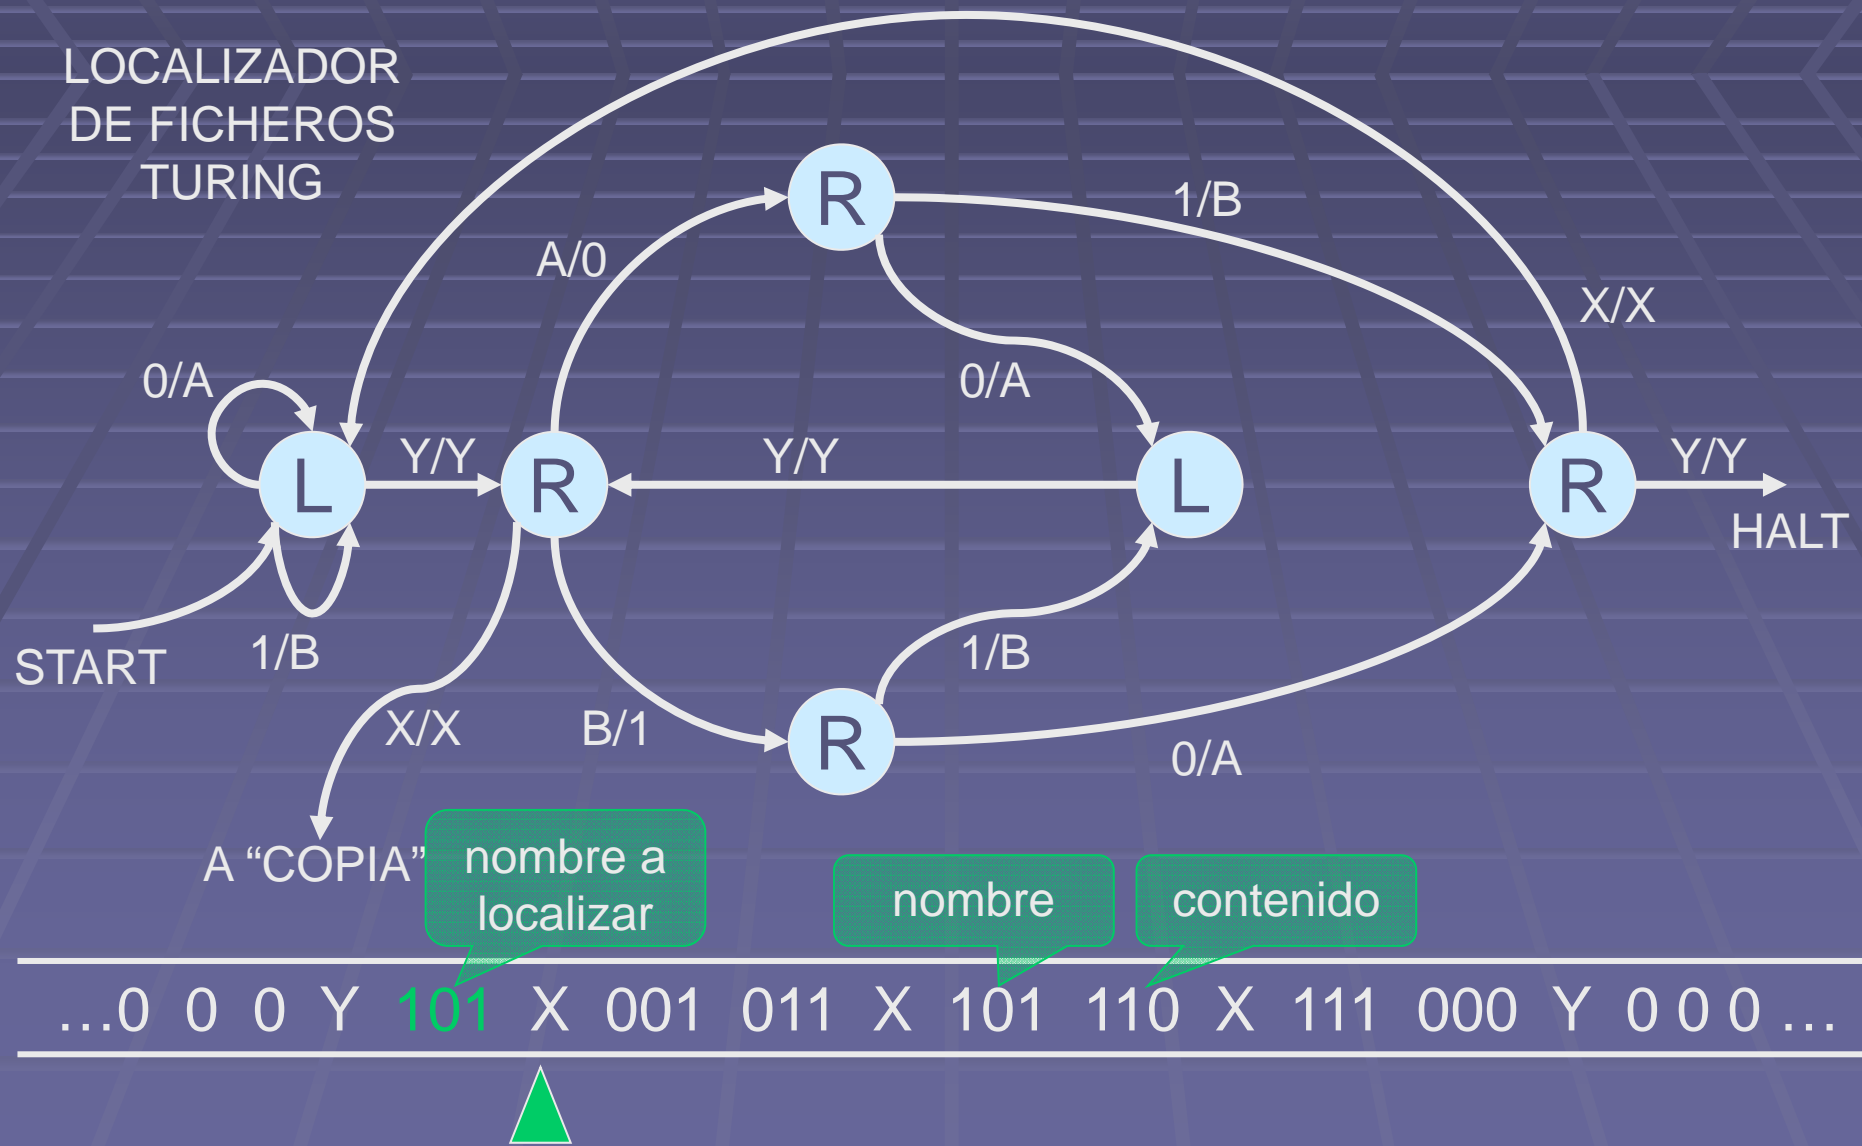 LOCALIZADOR
DE FICHEROS
TURING
R
1/B
A/0
X/X
0/A
0/A
Y/Y
Y/Y
Y/Y
L
R
L
R
HALT
START
1/B
1/B
X/X
B/1
R
0/A
A “COPIA”
nombre a
localizar
nombre
contenido
...0 0 0 Y 101 X 001 011 X 101 110 X 111 000 Y 0 0 0 ...